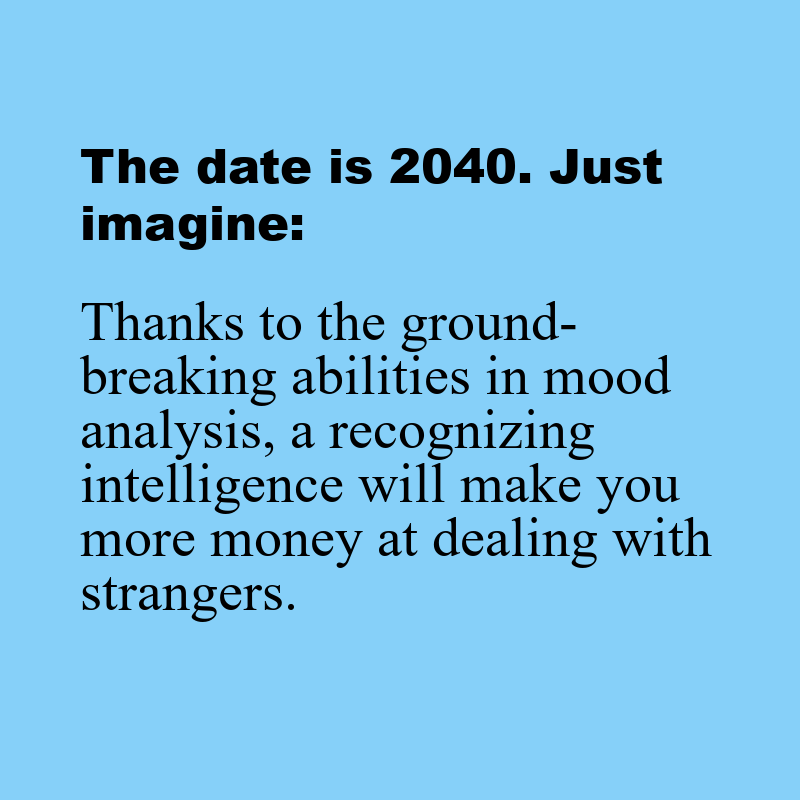 The date is 2040. Just
imagine:
Thanks to the ground-
breaking abilities in mood
analysis, a recognizing
intelligence will make you
more money at dealing with
strangers.